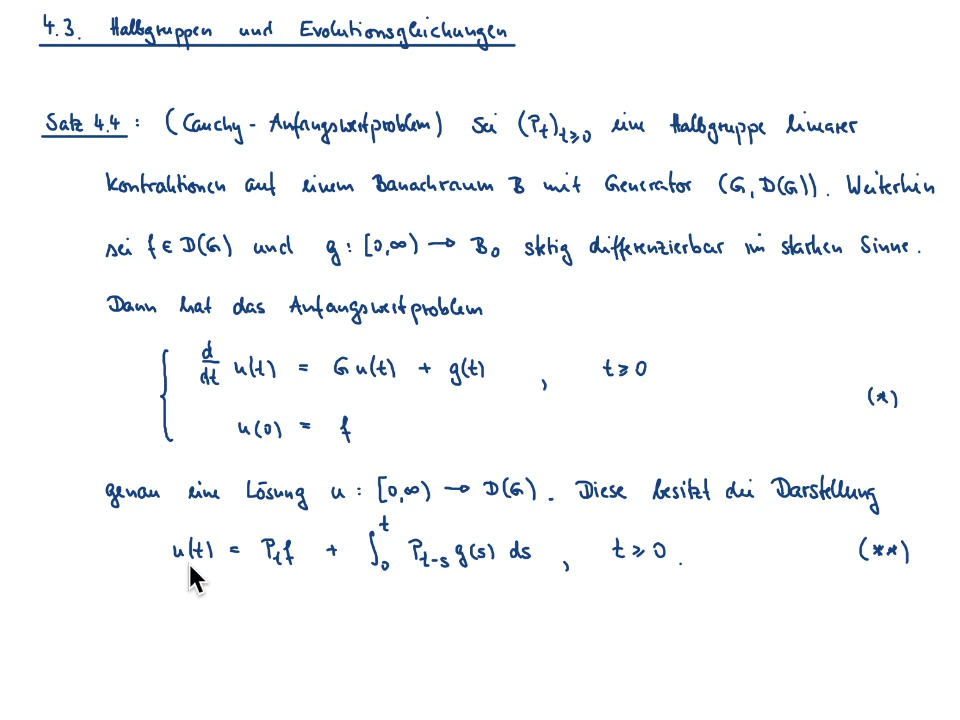 4.3. Halbgruppen und Evolutionsgleichungen
Satz 4.4 : (Cauchy - Anfangswertproblem) Sei (P_t)_{t≥0} eine Halbgruppe linearer
Kontraktionen auf einem Banachraum B mit Generator (G, D(G)). Weiterhin
sei f ∈ D(G) und g : [0,∞) → B_0 stetig differenzierbar im starken Sinne.
Dann hat das Anfangswertproblem
{ d/dt u(t) = G u(t) + g(t) , t ≥ 0
u(0) = f (*)
genau eine Lösung u : [0,∞) → D(G). Diese besitzt die Darstellung
u(t) = P_t f + ∫_0^t P_{t-s} g(s) ds , t ≥ 0 . (**)